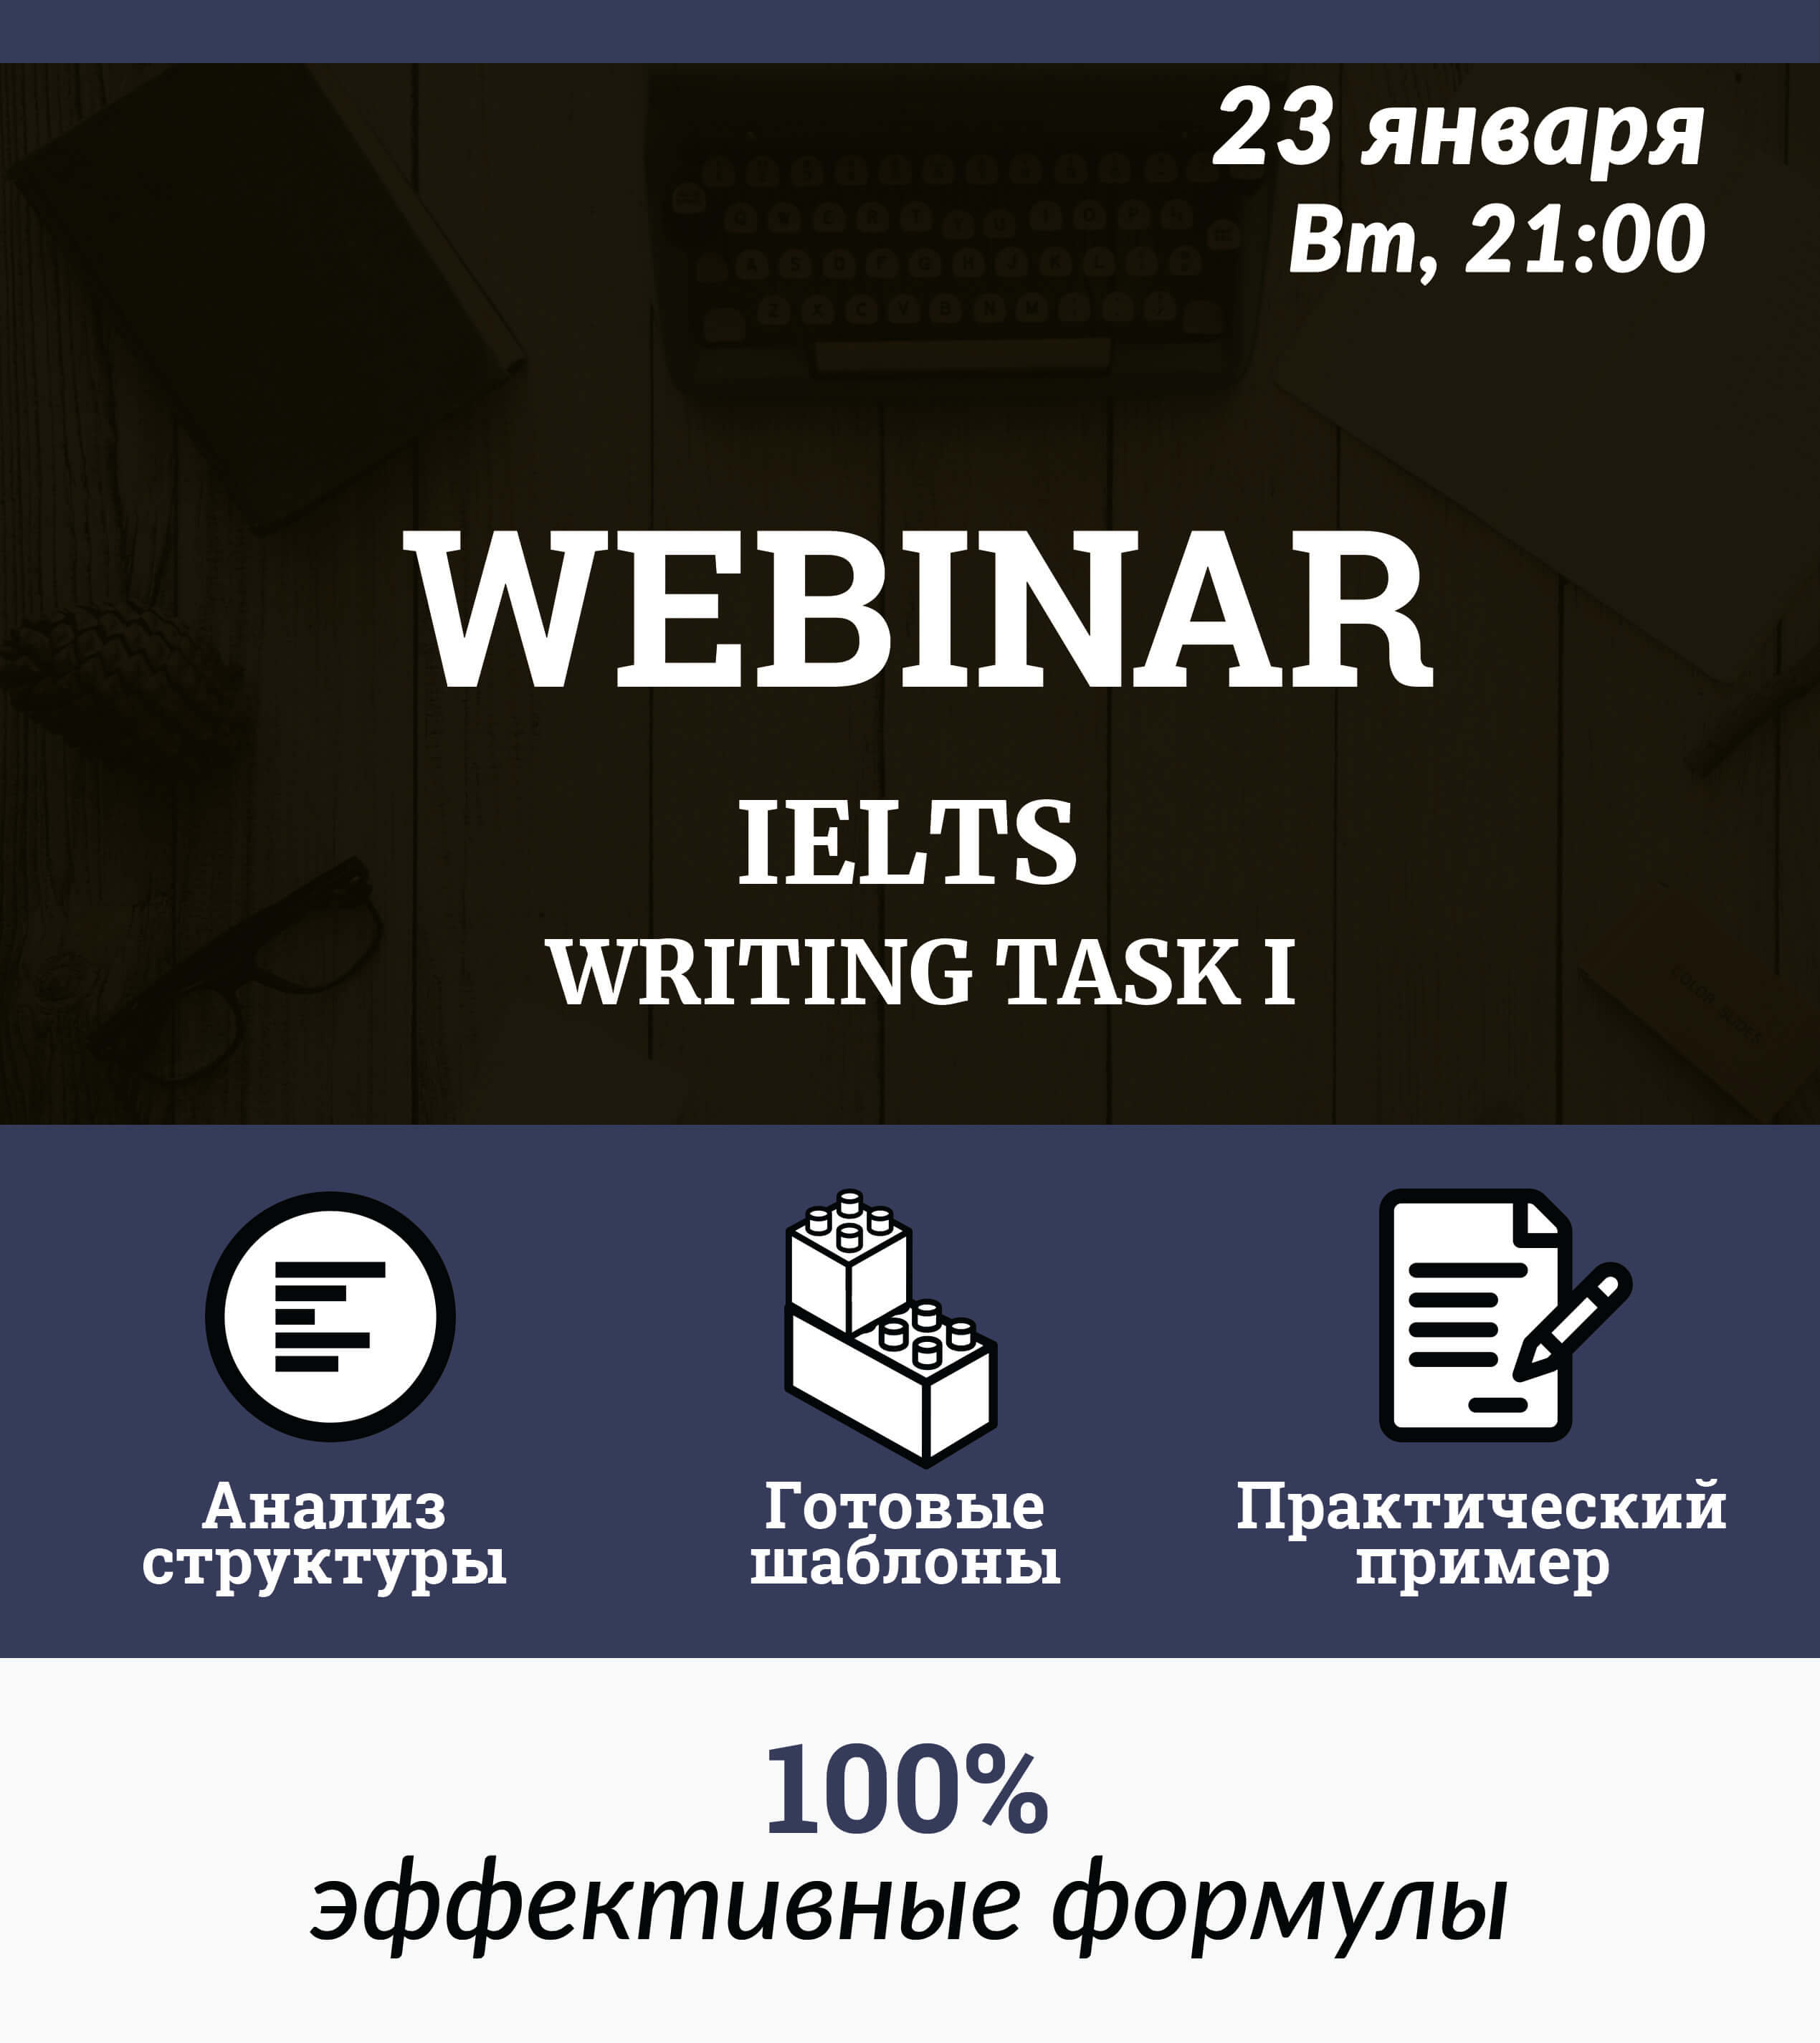 23 января
Вт, 21:00
WEBINAR
IELTS
WRITING TASK I
Анализ
структуры
Готовые
шаблоны
Практический
пример
100%
эффективные формулы